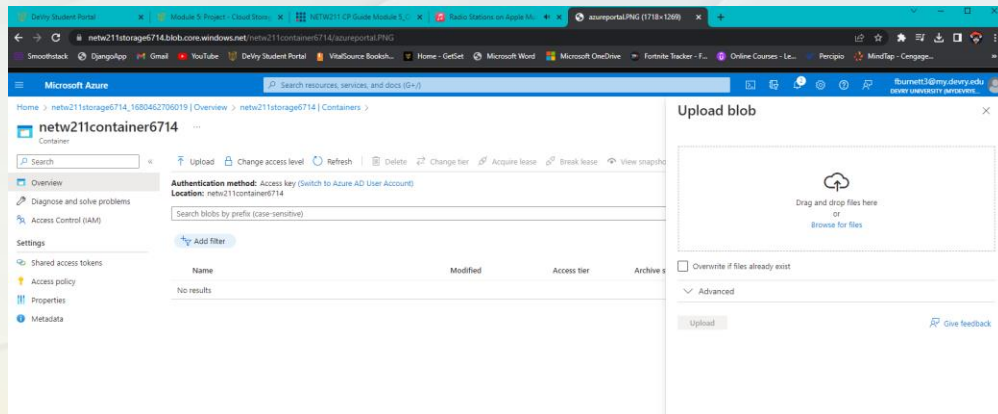 DeVry Student Portal
Module 5: Project - Cloud Storag
NETW211 CP Guide Module 5_C
Radio Stations on Apple Mu
azureportal.PNG (1718×1269)
netw211storage6714.blob.core.windows.net/netw211container6714/azureportal.PNG
Smoothstack DjangoApp Gmail YouTube DeVry Student Portal VitalSource Booksh... Home - GetSet Microsoft Word Microsoft OneDrive Fortnite Tracker - F... Online Courses - Le... Percipio MindTap - Cengage...
Microsoft Azure
Search resources, services, and docs (G+/)
fburnett3@my.devry.edu
DEVRY UNIVERSITY (MYDEVRYE...
Home > netw211storage6714_1680462706019 | Overview > netw211storage6714 | Containers >
netw211container6714 ...
Container
Search
Overview
Diagnose and solve problems
Access Control (IAM)
Settings
Shared access tokens
Access policy
Properties
Metadata
Upload Change access level Refresh Delete Change tier Acquire lease Break lease View snapsho
Authentication method: Access key (Switch to Azure AD User Account)
Location: netw211container6714
Search blobs by prefix (case-sensitive)
Add filter
Name Modified Access tier Archive s
No results
Upload blob
Drag and drop files here
or
Browse for files
Overwrite if files already exist
Advanced
Upload
Give feedback